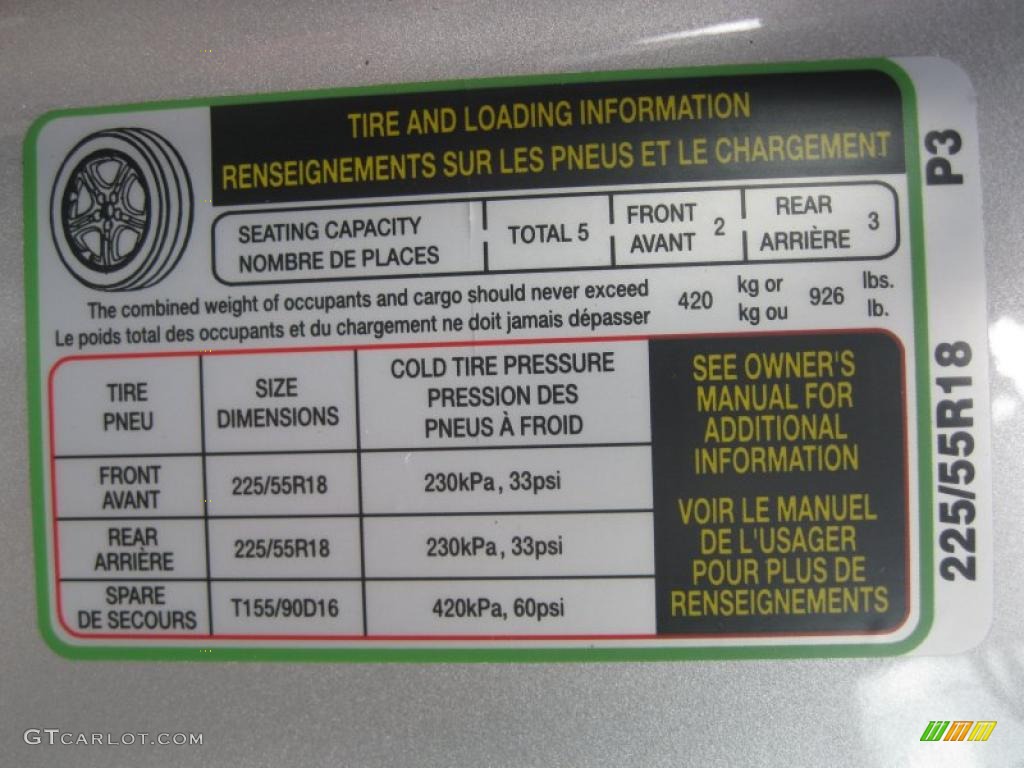 TIRE AND LOADING INFORMATION
RENSEIGNEMENTS SUR LES PNEUS ET LE CHARGEMENT
SEATING CAPACITY
NOMBRE DE PLACES
TOTAL 5
FRONT
AVANT
2
REAR
ARRIÈRE
3
The combined weight of occupants and cargo should never exceed
Le poids total des occupants et du chargement ne doit jamais dépasser
420
kg or
kg ou
926
lbs.
lb.
TIRE
PNEU
SIZE
DIMENSIONS
COLD TIRE PRESSURE
PRESSION DES
PNEUS À FROID
FRONT
AVANT
225/55R18
230kPa, 33psi
REAR
ARRIÈRE
225/55R18
230kPa, 33psi
SPARE
DE SECOURS
T155/90D16
420kPa, 60psi
SEE OWNER'S
MANUAL FOR
ADDITIONAL
INFORMATION
VOIR LE MANUEL
DE L'USAGER
POUR PLUS DE
RENSEIGNEMENTS
P3
225/55R18
GTCARLOT.COM